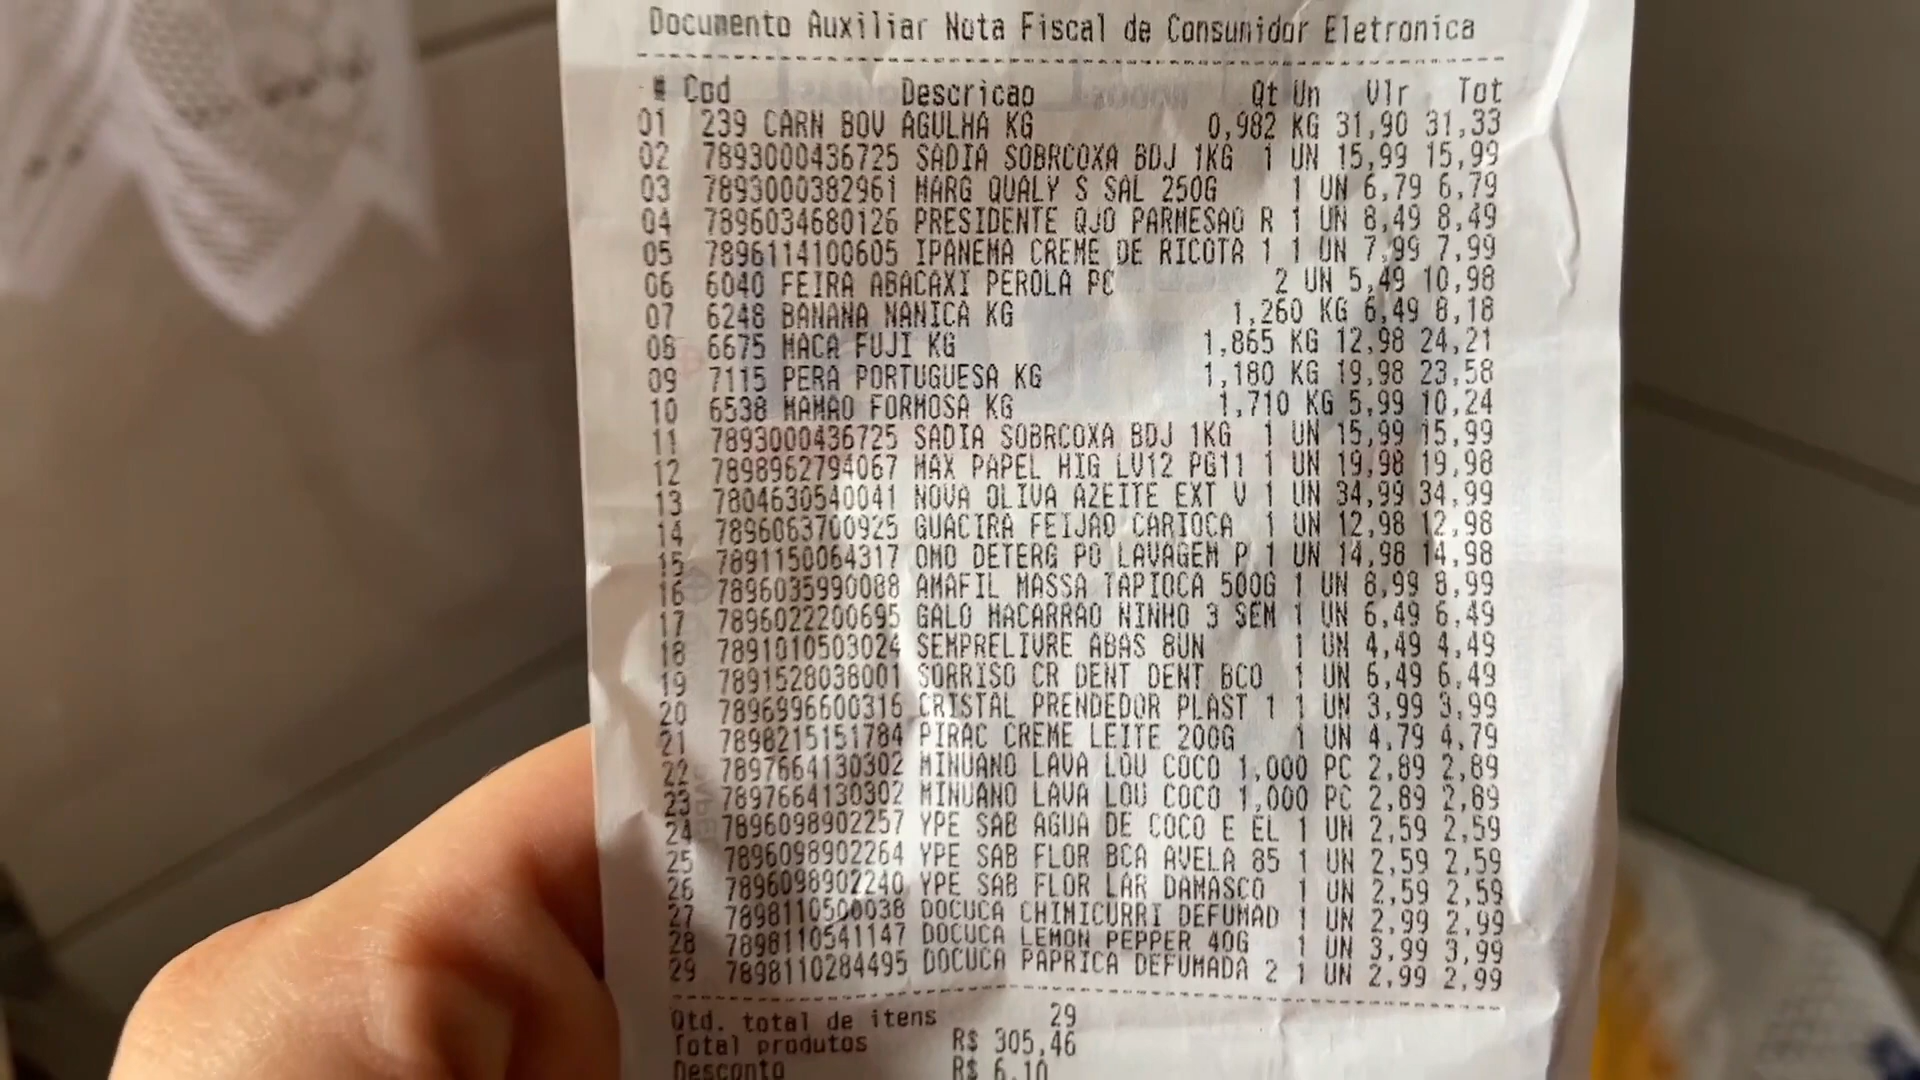 Documento Auxiliar Nota Fiscal de Consumidor Eletronica
# Cod Descricao Qt Un Vlr Tot
01 239 CARN BOV AGULHA KG 0,982 KG 31,90 31,33
02 7893000436725 SADIA SOBRCOXA BDJ 1KG 1 UN 15,99 15,99
03 7893000382961 MARG QUALY S SAL 250G 1 UN 6,79 6,79
04 7896034680126 PRESIDENTE QJO PARMESAO R 1 UN 8,49 8,49
05 7896114100605 IPANEMA CREME DE RICOTA 1 1 UN 7,99 7,99
06 6040 FEIRA ABACAXI PEROLA PC 2 UN 5,49 10,98
07 6248 BANANA NANICA KG 1,260 KG 6,49 8,18
08 6675 MACA FUJI KG 1,865 KG 12,98 24,21
09 7115 PERA PORTUGUESA KG 1,180 KG 19,98 23,58
10 6538 MAMAO FORMOSA KG 1,710 KG 5,99 10,24
11 7893000436725 SADIA SOBRCOXA BDJ 1KG 1 UN 15,99 15,99
12 7898962794067 MAX PAPEL HIG LV12 PG11 1 UN 19,98 19,98
13 7804630540041 NOVA OLIVA AZEITE EXT V 1 UN 34,99 34,99
14 7896063700925 GUACIRA FEIJAO CARIOCA 1 UN 12,98 12,98
15 7891150064317 OMO DETERG PO LAVAGEM P 1 UN 14,98 14,98
16 7896035990088 AMAFIL MASSA TAPIOCA 500G 1 UN 8,99 8,99
17 7896022200695 GALO MACARRAO NINHO 3 SEM 1 UN 6,49 6,49
18 7891010503024 SEMPRELIVRE ABAS 8UN 1 UN 4,49 4,49
19 7891528038001 SORRISO CR DENT DENT BCO 1 UN 6,49 6,49
20 7896996600316 CRISTAL PRENDEDOR PLAST 1 1 UN 3,99 3,99
21 7898215151784 PIRAC CREME LEITE 200G 1 UN 4,79 4,79
22 7897664130302 MINUANO LAVA LOU COCO 1,000 PC 2,89 2,89
23 7897664130302 MINUANO LAVA LOU COCO 1,000 PC 2,89 2,89
24 7896098902257 YPE SAB AGUA DE COCO E EL 1 UN 2,59 2,59
25 7896098902264 YPE SAB FLOR BCA AVELA 85 1 UN 2,59 2,59
26 7896098902240 YPE SAB FLOR LAR DAMASCO 1 UN 2,59 2,59
27 7898110500038 DOCUCA CHIMICURRI DEFUMAD 1 UN 2,99 2,99
28 7898110541147 DOCUCA LEMON PEPPER 40G 1 UN 3,99 3,99
29 7898110284495 DOCUCA PAPRICA DEFUMADA 2 1 UN 2,99 2,99
Qtd. total de itens 29
Total produtos R$ 305,46
Desconto R$ 6,10